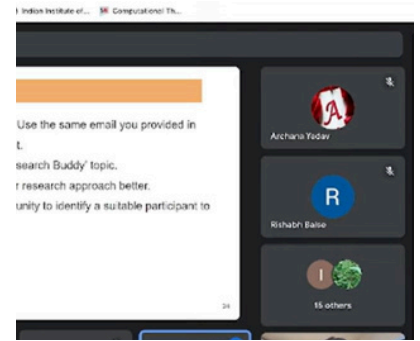 Indian Institute of...
Computational Th...
Use the same email you provided in
t.
search Buddy' topic.
r research approach better.
unity to identify a suitable participant to
24
A
Archana Yadav
R
Rishabh Balse
I
15 others